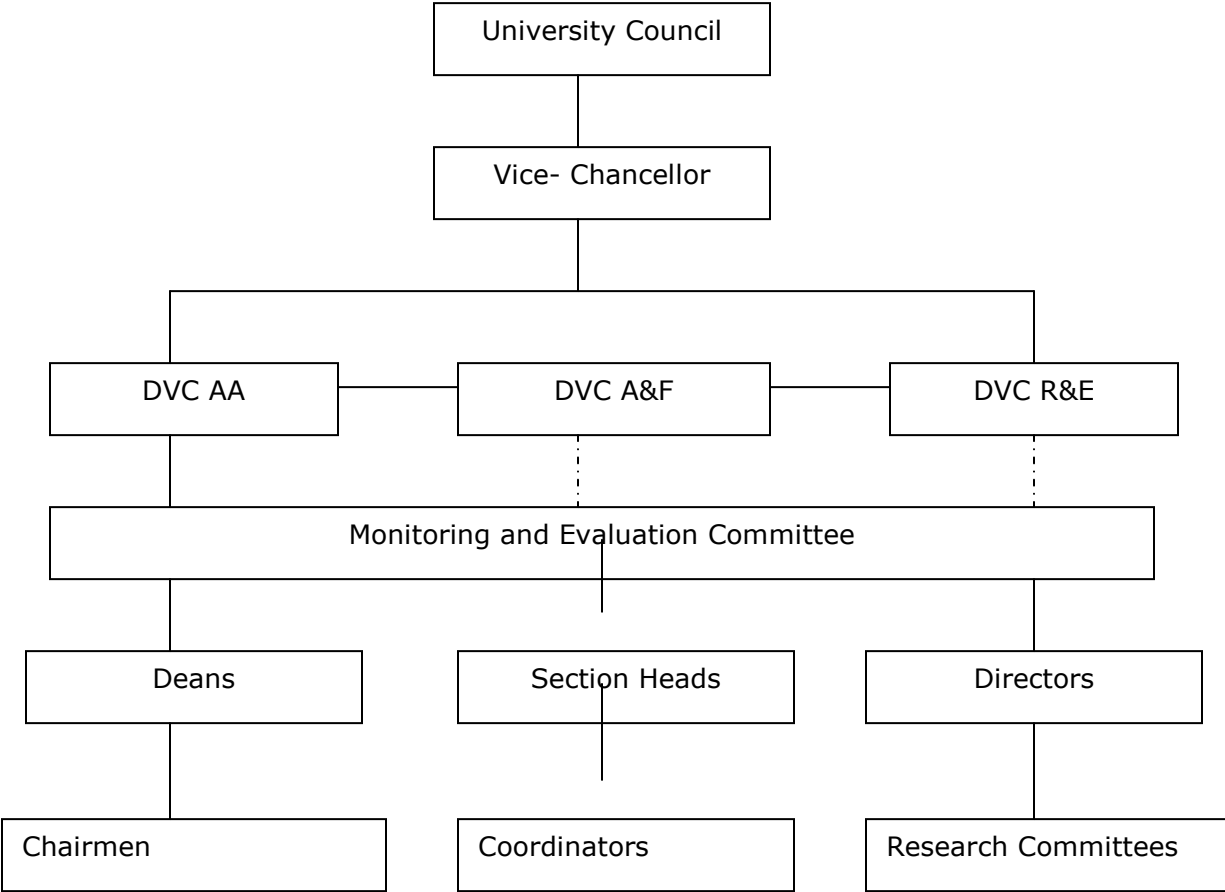 University Council
Vice- Chancellor
DVC AA
DVC A&F
DVC R&E
Monitoring and Evaluation Committee
Deans
Section Heads
Directors
Chairmen
Coordinators
Research Committees